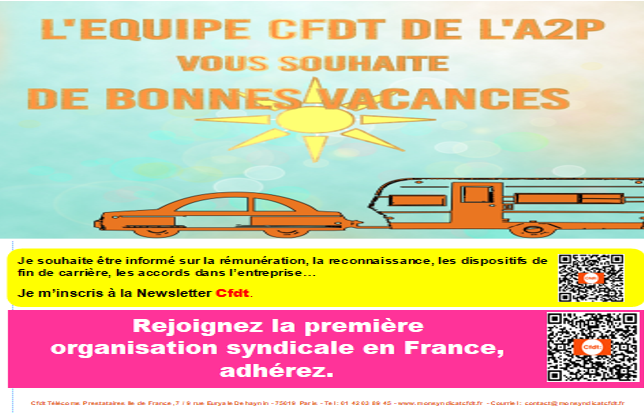 L'EQUIPE CFDT DE L'A2P
VOUS SOUHAITE
DE BONNES VACANCES
Je souhaite être informé sur la rémunération, la reconnaissance, les dispositifs de
fin de carrière, les accords dans l'entreprise…
Je m'inscris à la Newsletter Cfdt.
Rejoignez la première
organisation syndicale en France,
adhérez.
Cfdt:
Cfdt Télécoms Prestataires Ile de France, 7 / 9 rue Euryale Dehaynin - 75019 Paris - Tel : 01 42 02 89 45 - www.monsyndicatcfdt.fr - Courriel : contact@monsyndicatcfdt.fr